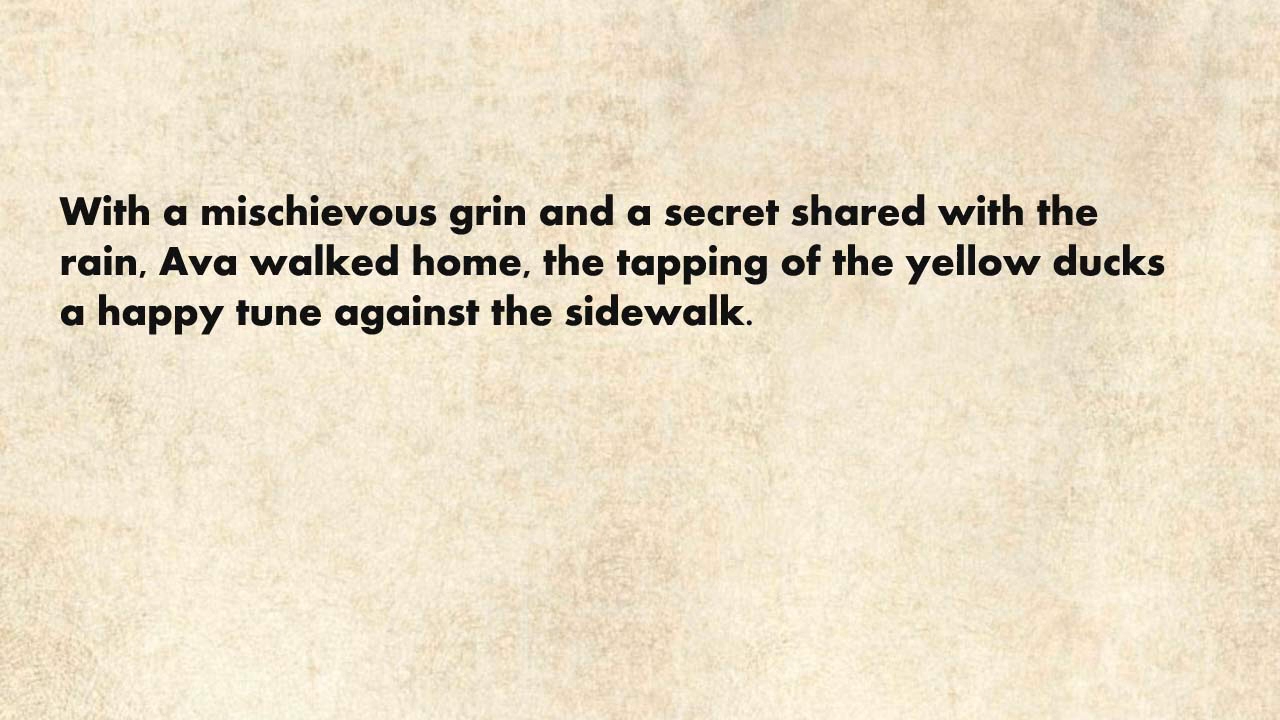 With a mischievous grin and a secret shared with the
rain, Ava walked home, the tapping of the yellow ducks
a happy tune against the sidewalk.